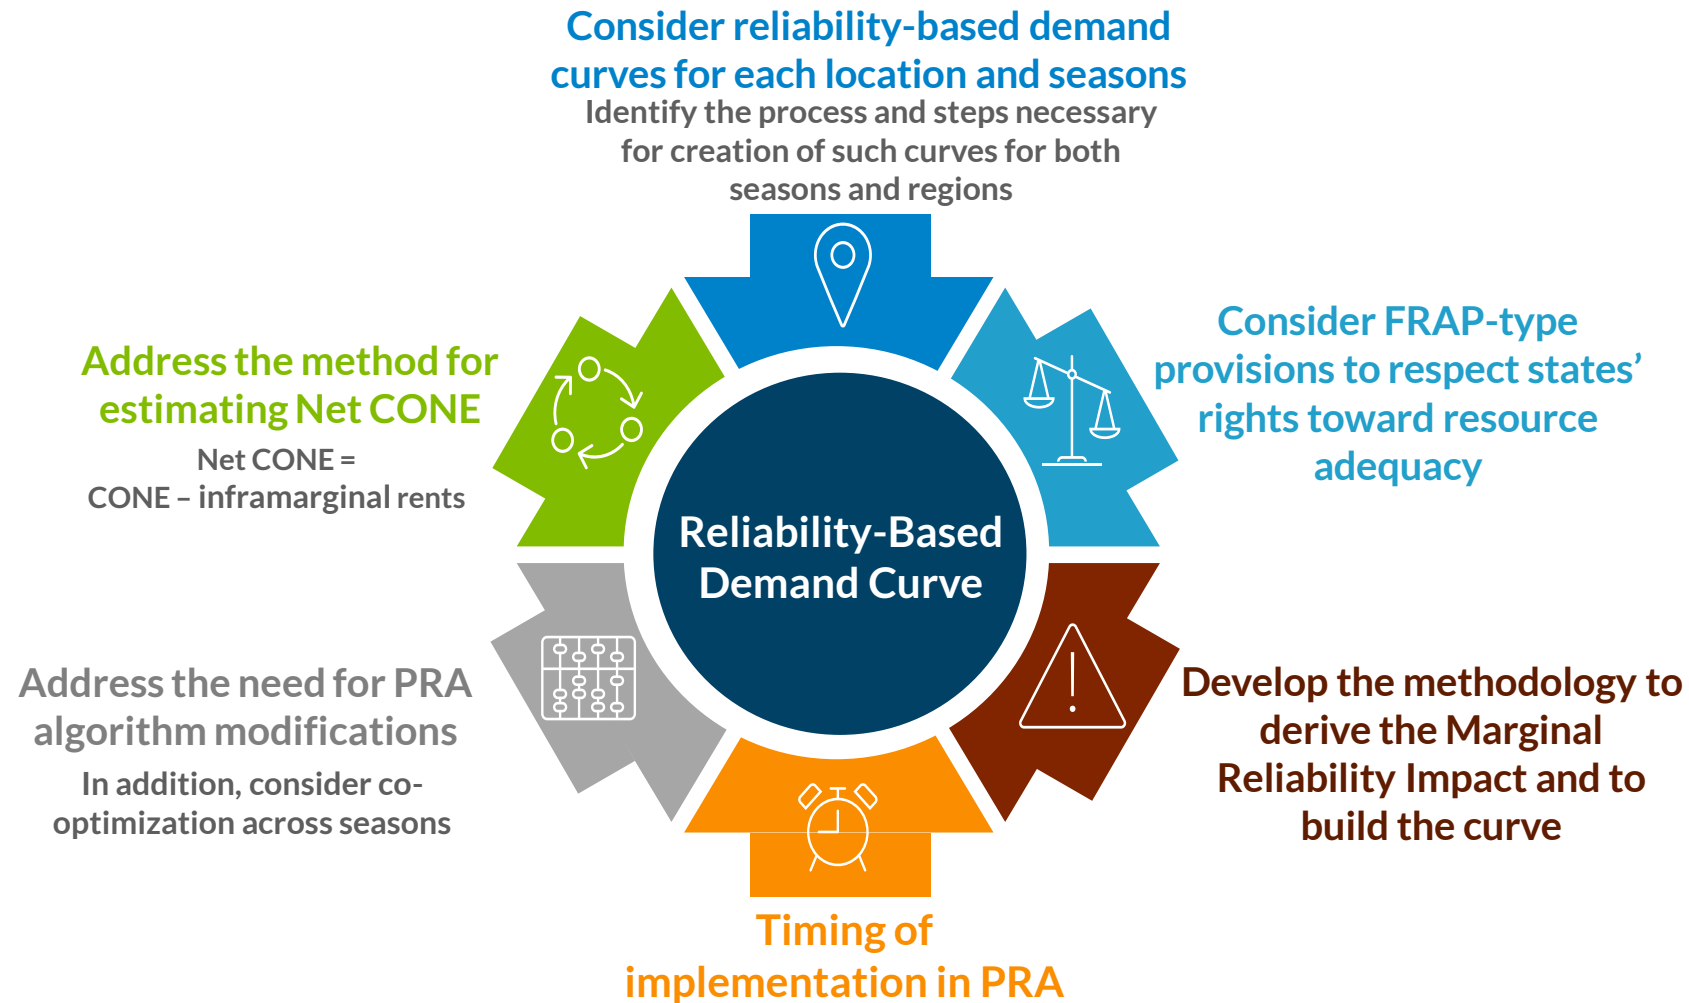 Consider reliability-based demand
curves for each location and seasons
Identify the process and steps necessary
for creation of such curves for both
seasons and regions
Consider FRAP-type
provisions to respect states’
rights toward resource
adequacy
Address the method for
estimating Net CONE
Net CONE =
CONE – inframarginal rents
Reliability-Based
Demand Curve
Address the need for PRA
algorithm modifications
In addition, consider co-
optimization across seasons
Develop the methodology to
derive the Marginal
Reliability Impact and to
build the curve
Timing of
implementation in PRA